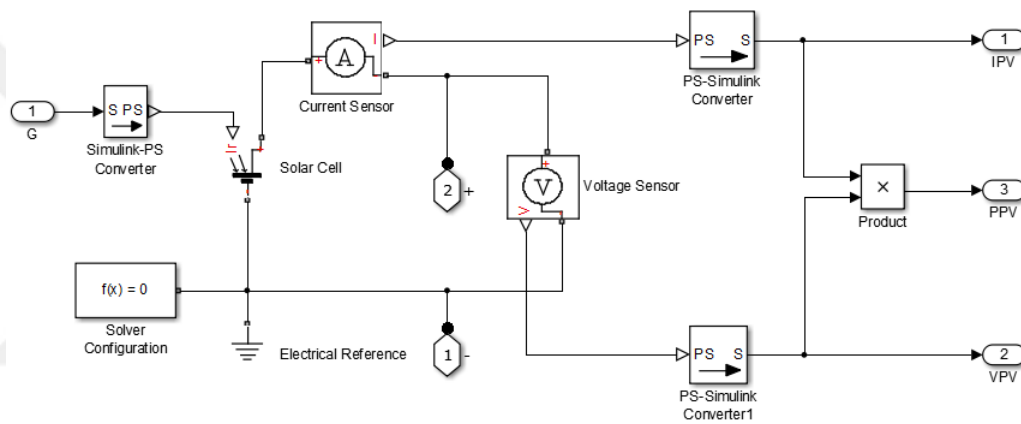 A
I
+
-
Current Sensor
PS S
PS-Simulink
Converter
1
IPV
1
G
S PS
Simulink-PS
Converter
Ir
+
-
Solar Cell
2
+
V
+
-
V
Voltage Sensor
×
Product
3
PPV
f(x) = 0
Solver
Configuration
Electrical Reference
1
-
PS S
PS-Simulink
Converter1
2
VPV